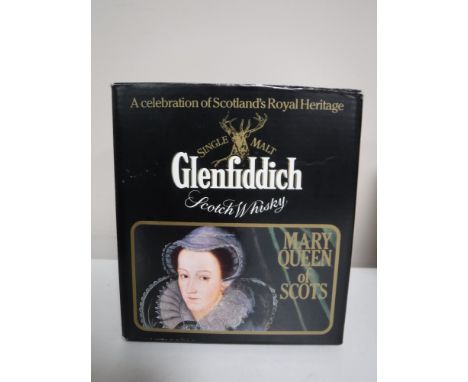 A celebration of Scotland's Royal Heritage
SINGLE MALT
Glenfiddich
Scotch Whisky
MARY
QUEEN
of
SCOTS